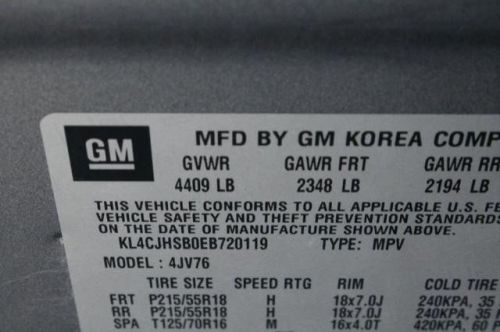 GM
MFD BY GM KOREA COMP
GVWR GAWR FRT GAWR RR
4409 LB 2348 LB 2194 LB
THIS VEHICLE CONFORMS TO ALL APPLICABLE U.S. FE
VEHICLE SAFETY AND THEFT PREVENTION STANDARDS
ON THE DATE OF MANUFACTURE SHOWN ABOVE.
KL4CJHSB0EB720119 TYPE: MPV
MODEL : 4JV76
TIRE SIZE SPEED RTG RIM COLD TIRE
FRT P215/55R18 H 18x7.0J 240KPA, 35
RR P215/55R18 H 18x7.0J 240KPA, 35
SPA T125/70R16 M 16x4.0T 420KPA, 60